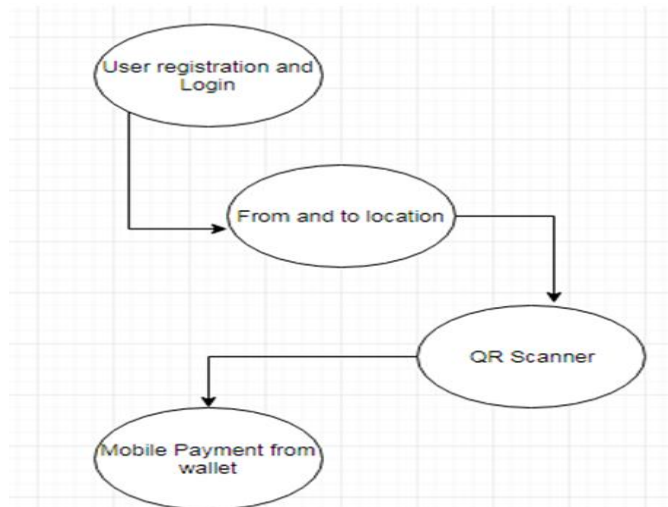 User registration and
Login
From and to location
QR Scanner
Mobile Payment from
wallet